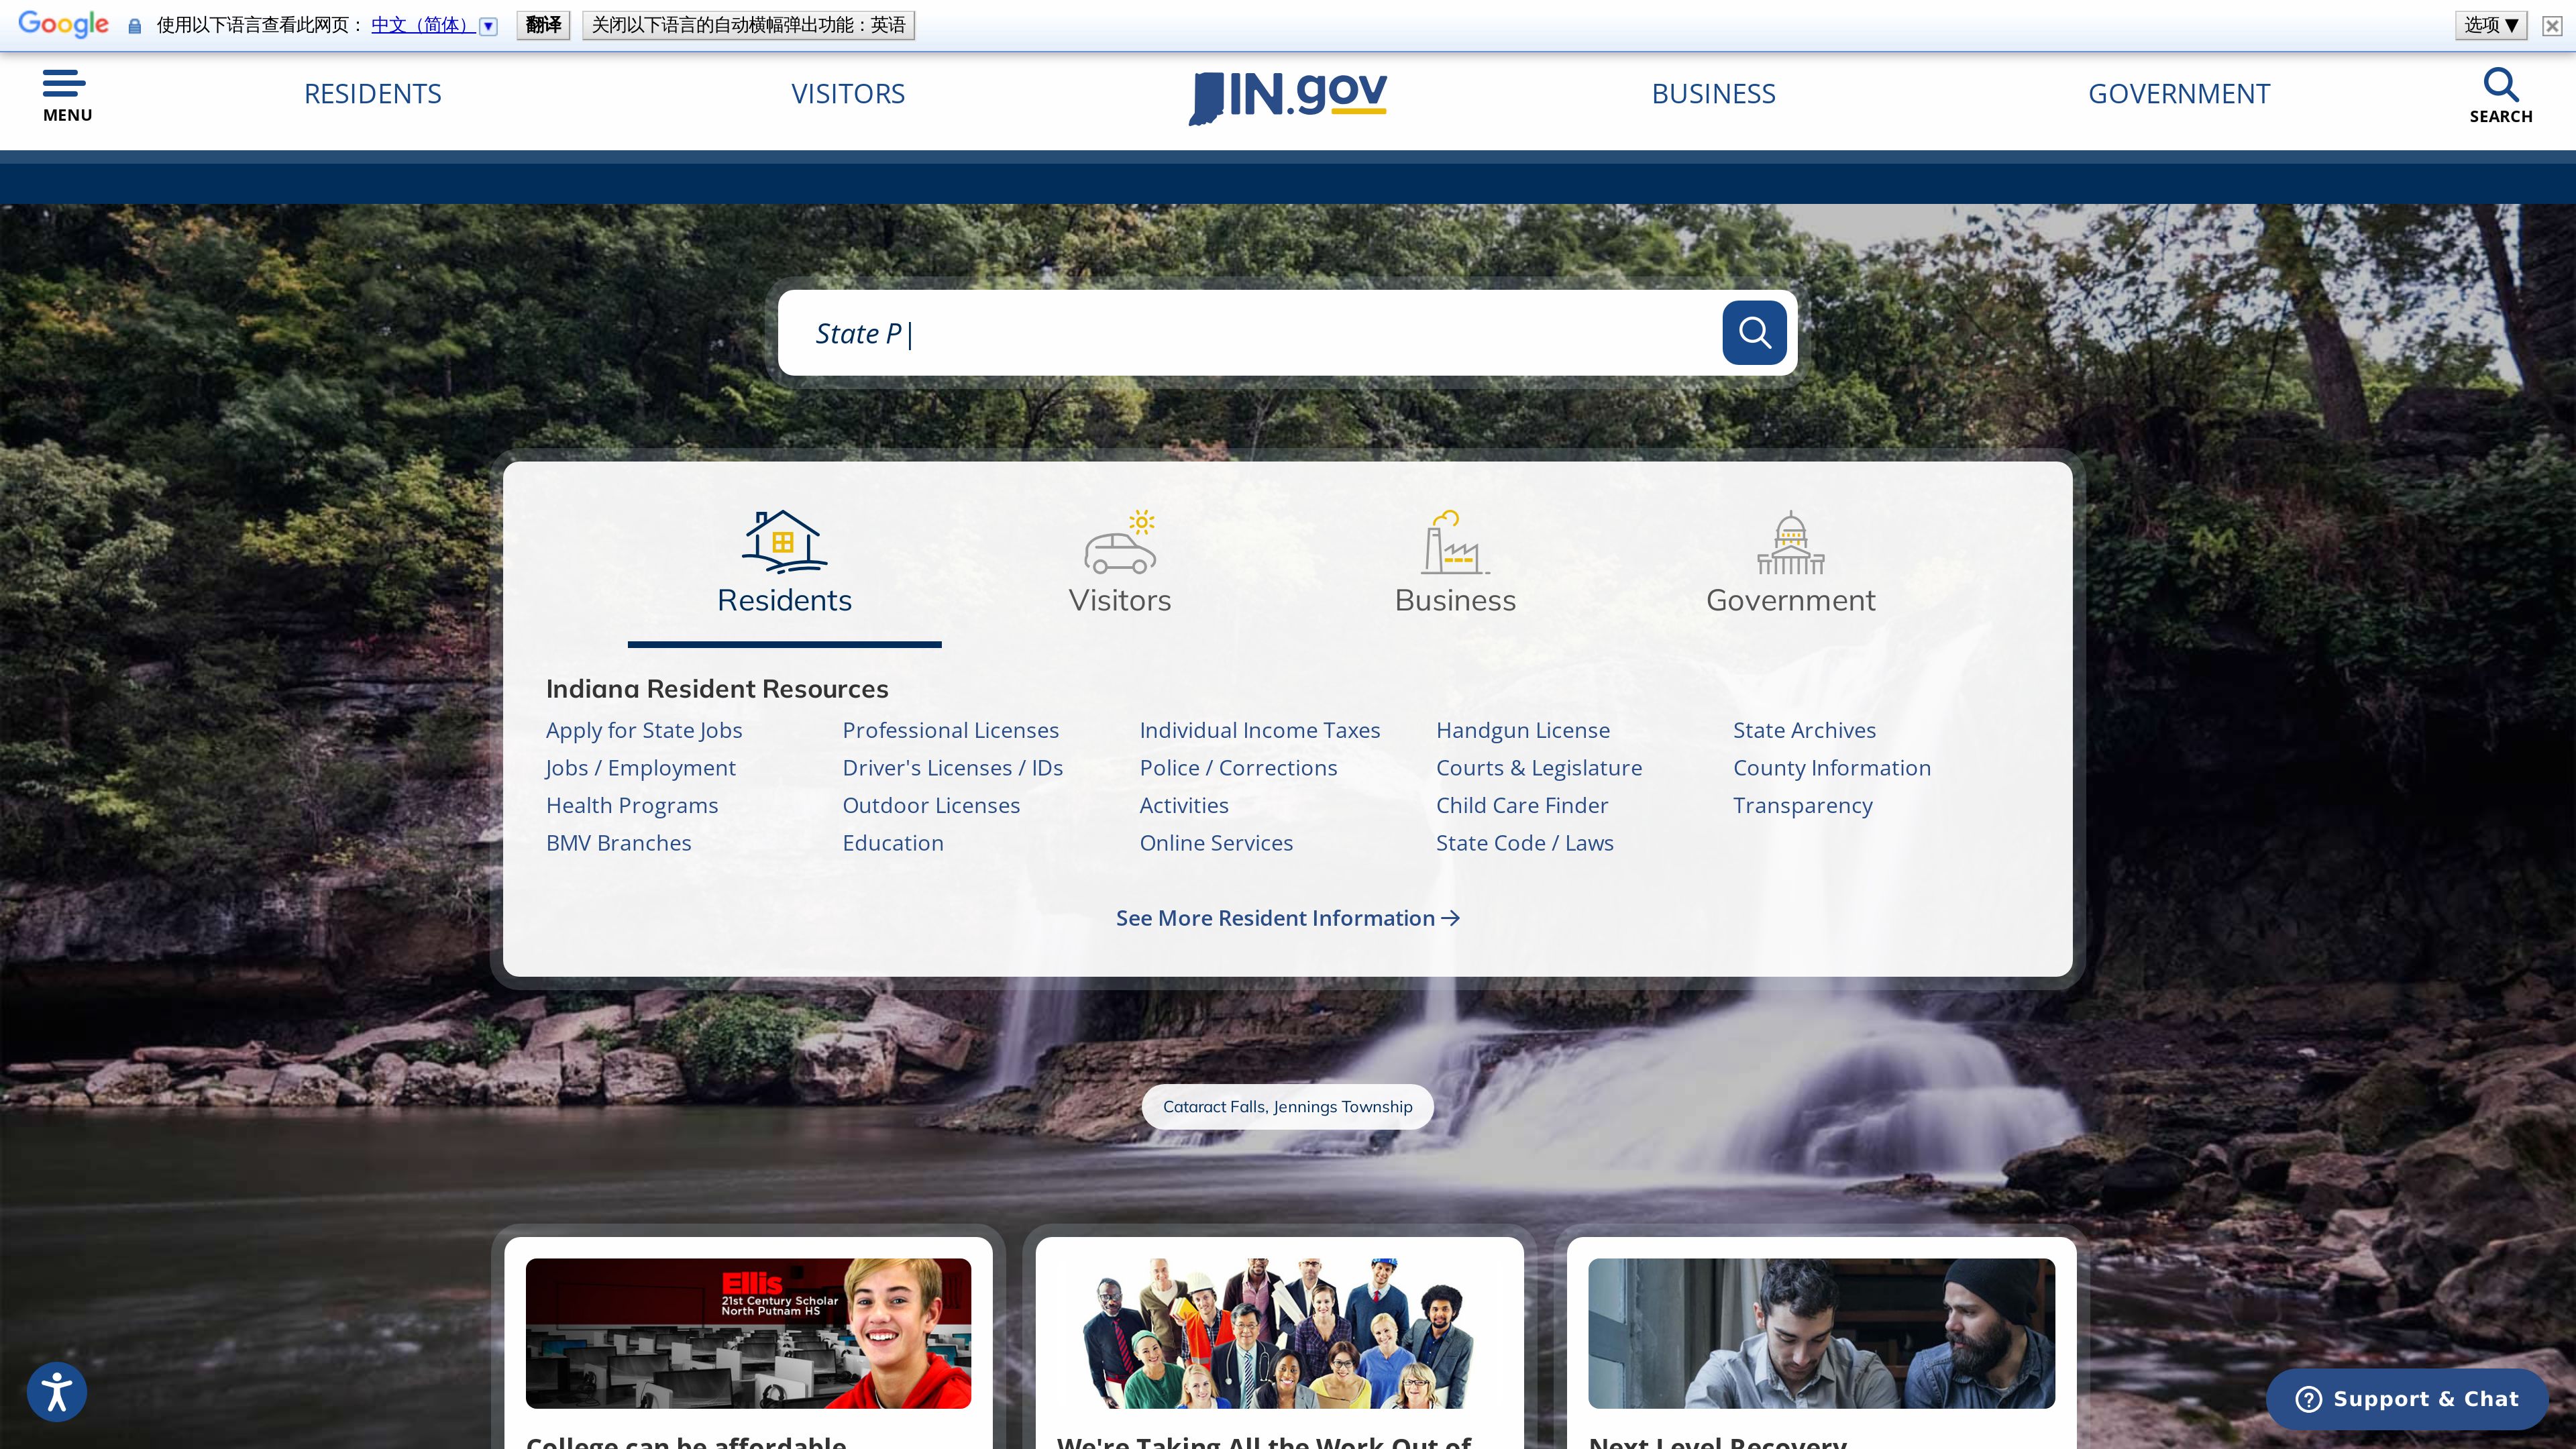 Google 使用以下语言查看此网页： 中文（简体） ▼ 翻译 关闭以下语言的自动横幅弹出功能：英语 选项 ▼
MENU RESIDENTS VISITORS IN.gov BUSINESS GOVERNMENT SEARCH
State P|
Residents Visitors Business Government
Indiana Resident Resources
Apply for State Jobs Professional Licenses Individual Income Taxes Handgun License State Archives
Jobs / Employment Driver's Licenses / IDs Police / Corrections Courts & Legislature County Information
Health Programs Outdoor Licenses Activities Child Care Finder Transparency
BMV Branches Education Online Services State Code / Laws
See More Resident Information →
Cataract Falls, Jennings Township
Ellis
21st Century Scholar
North Putnam HS
Support & Chat
College can be affordable We're Taking All the Work Out of Next Level Recovery